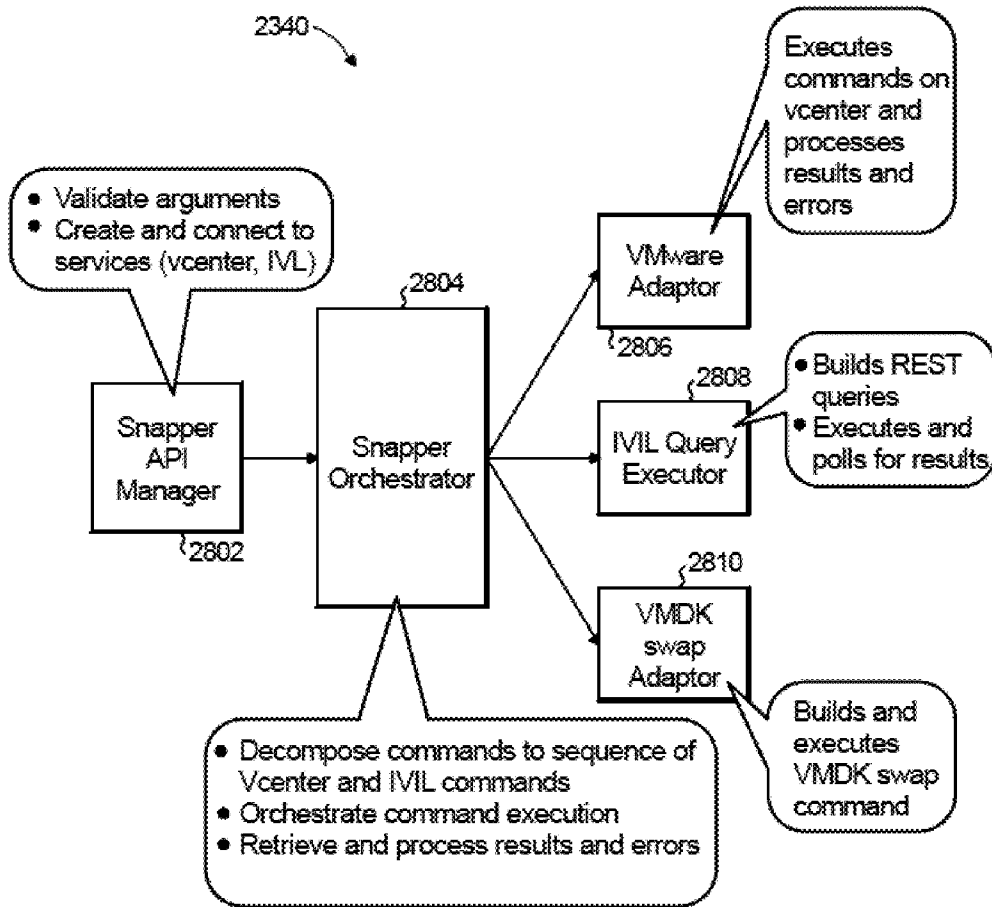 2340
Executes
commands on
vcenter and
processes
results and
errors
• Validate arguments
• Create and connect to
services (vcenter, IVL)
2804
VMware
Adaptor
2806
2808
• Builds REST
queries
• Executes and
polls for results
Snapper
API
Manager
2802
Snapper
Orchestrator
IVIL Query
Executor
2810
VMDK
swap
Adaptor
• Decompose commands to sequence of
Vcenter and IVIL commands
• Orchestrate command execution
• Retrieve and process results and errors
Builds and
executes
VMDK swap
command